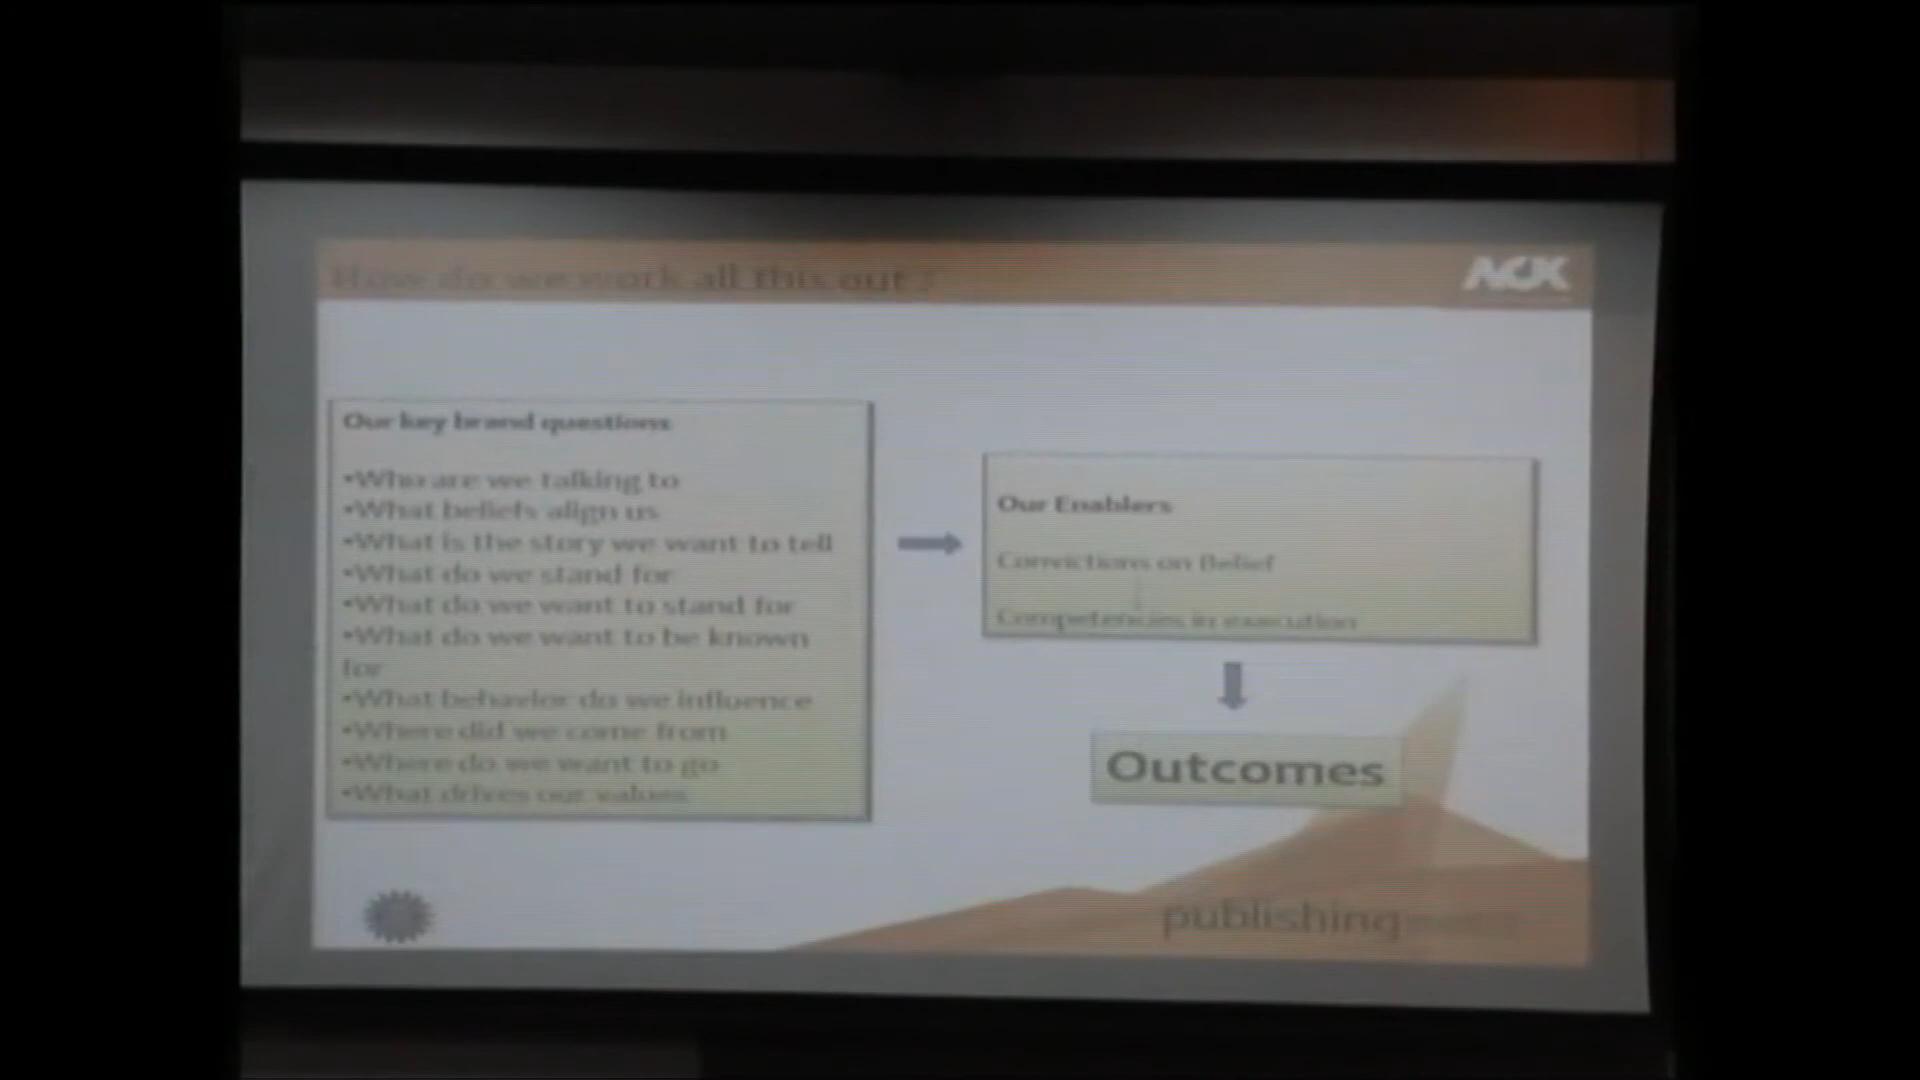 How do we work all this out ?
ACK
Our key brand questions
•Who are we talking to
•What beliefs align us
•What is the story we want to tell
•What do we stand for
•What do we want to stand for
•What do we want to be known
for
•What behavior do we influence
•Where did we come from
•Where do we want to go
•What drives our values
Our Enablers
Convictions on Belief
Competencies in execution
Outcomes
publishing